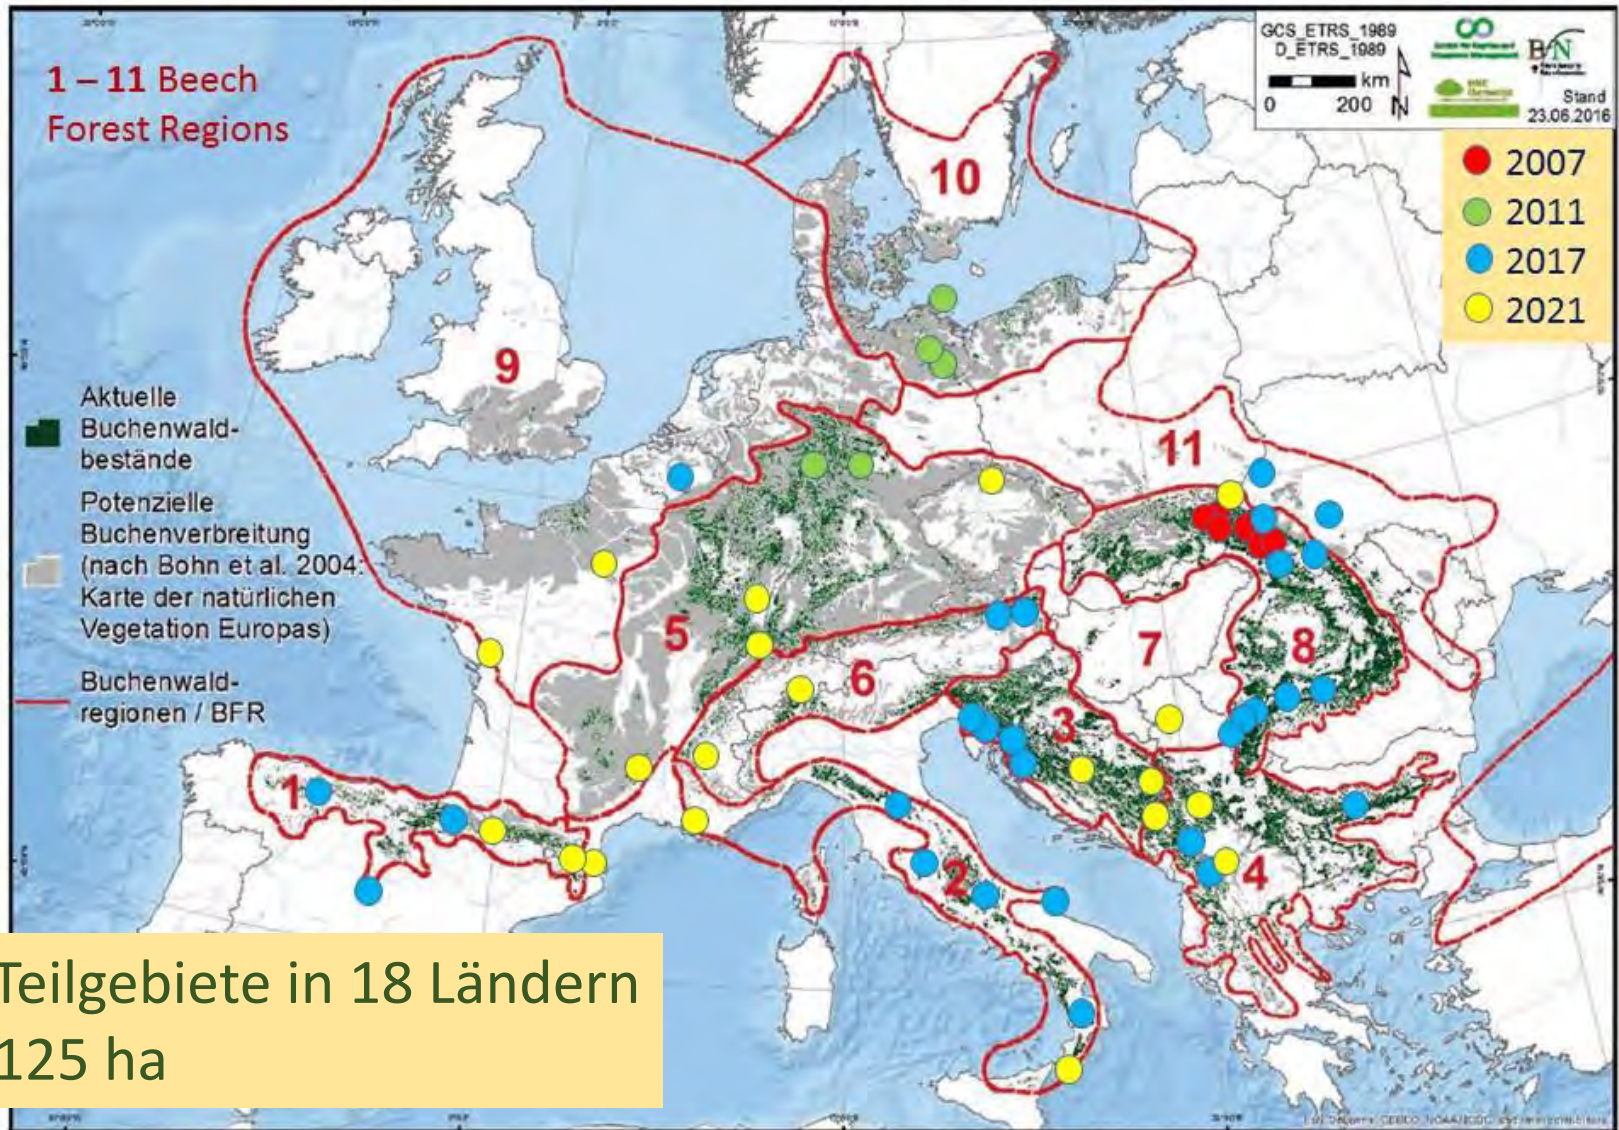 1 – 11 Beech
Forest Regions
GCS_ETRS_1989
D_ETRS_1989
km
0 200 N
BfN
Stand
23.06.2016
2007
2011
2017
2021
10
9
Aktuelle
Buchenwald-
bestände
11
Potenzielle
Buchenverbreitung
(nach Bohn et al. 2004:
Karte der natürlichen
Vegetation Europas)
5
7
8
6
Buchenwald-
regionen / BFR
3
1
2
4
Teilgebiete in 18 Ländern
125 ha